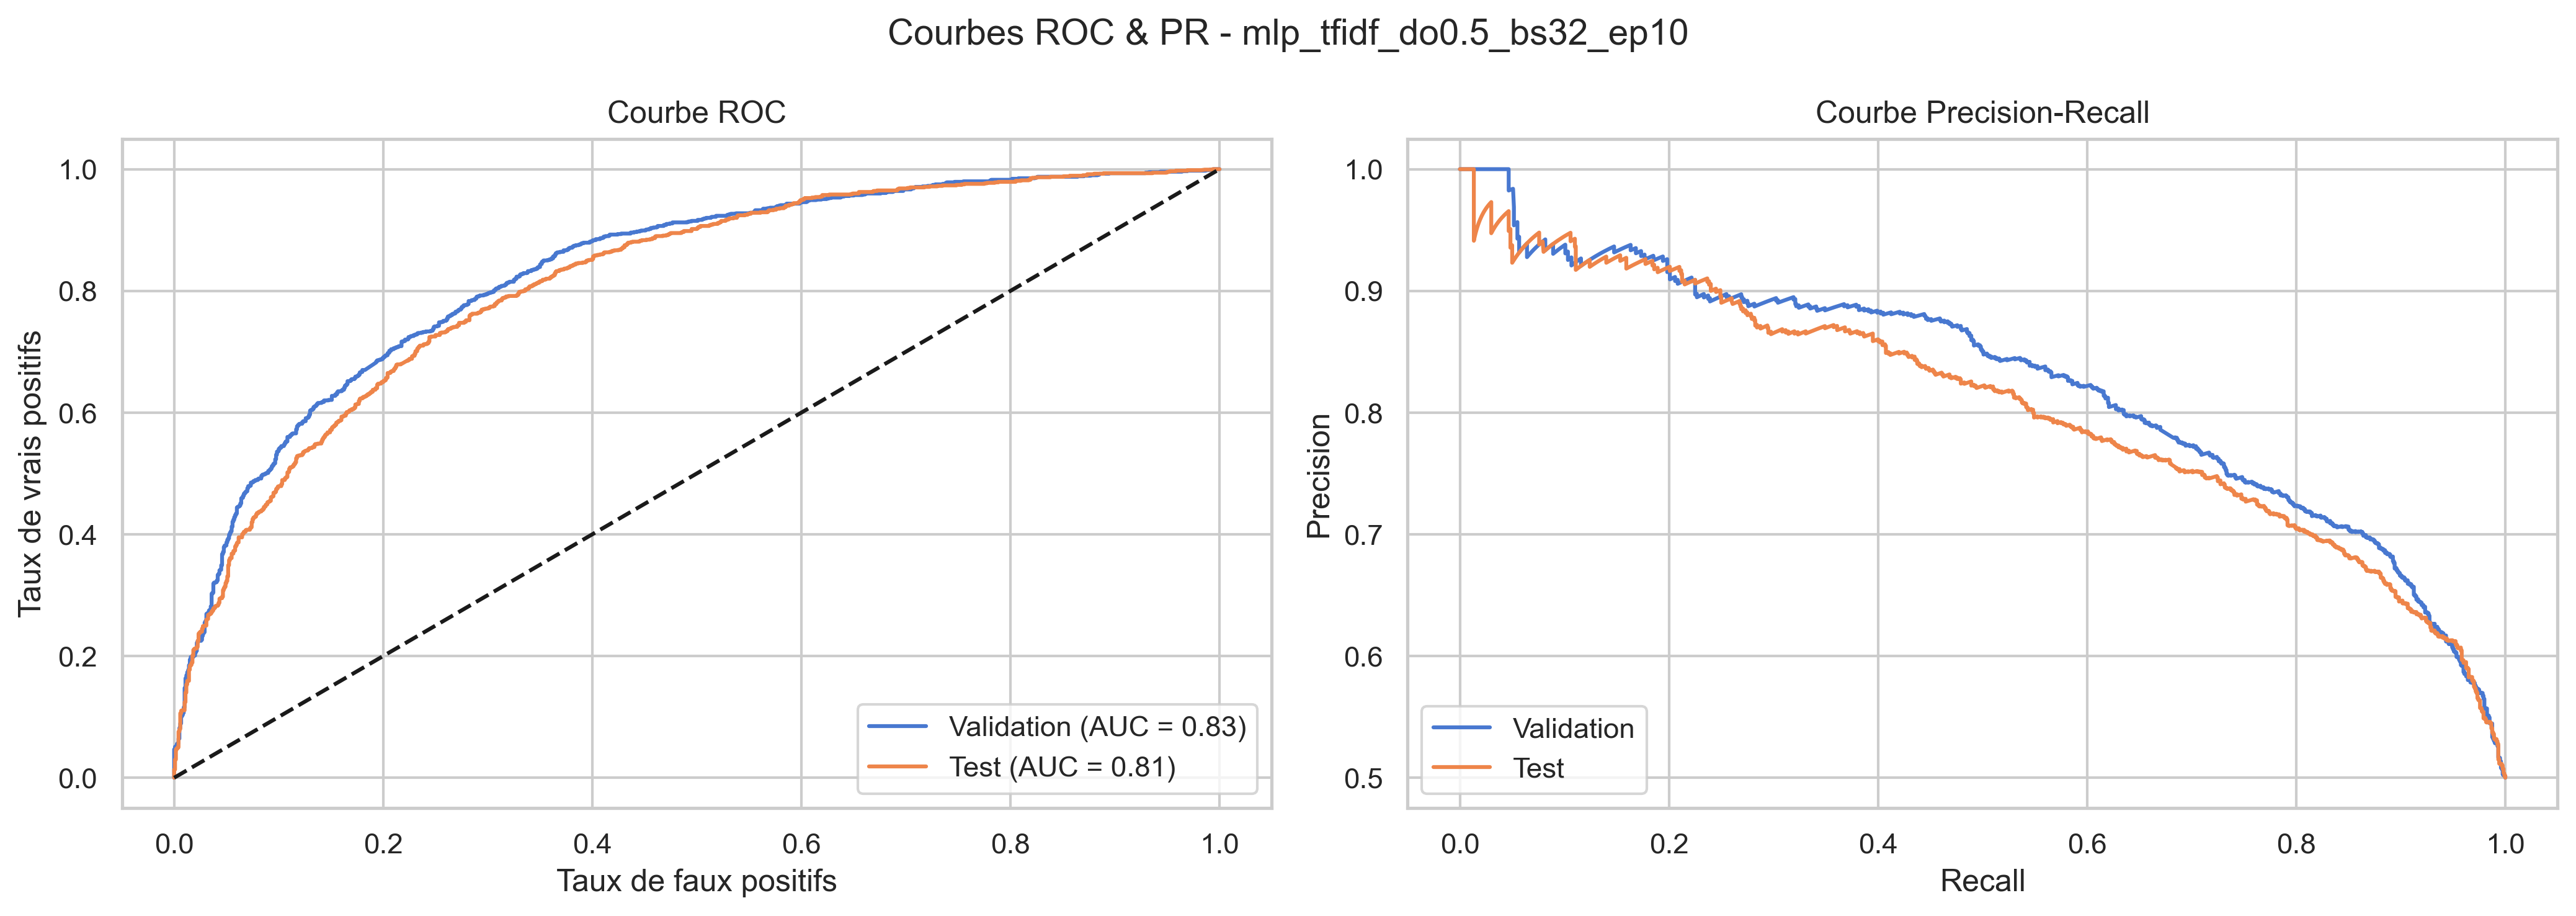 Courbes ROC & PR - mlp_tfidf_do0.5_bs32_ep10
Courbe ROC
Taux de vrais positifs
1.0
0.8
0.6
0.4
0.2
0.0
0.0 0.2 0.4 0.6 0.8 1.0
Taux de faux positifs
Validation (AUC = 0.83)
Test (AUC = 0.81)
Courbe Precision-Recall
Precision
1.0
0.9
0.8
0.7
0.6
0.5
0.0 0.2 0.4 0.6 0.8 1.0
Recall
Validation
Test